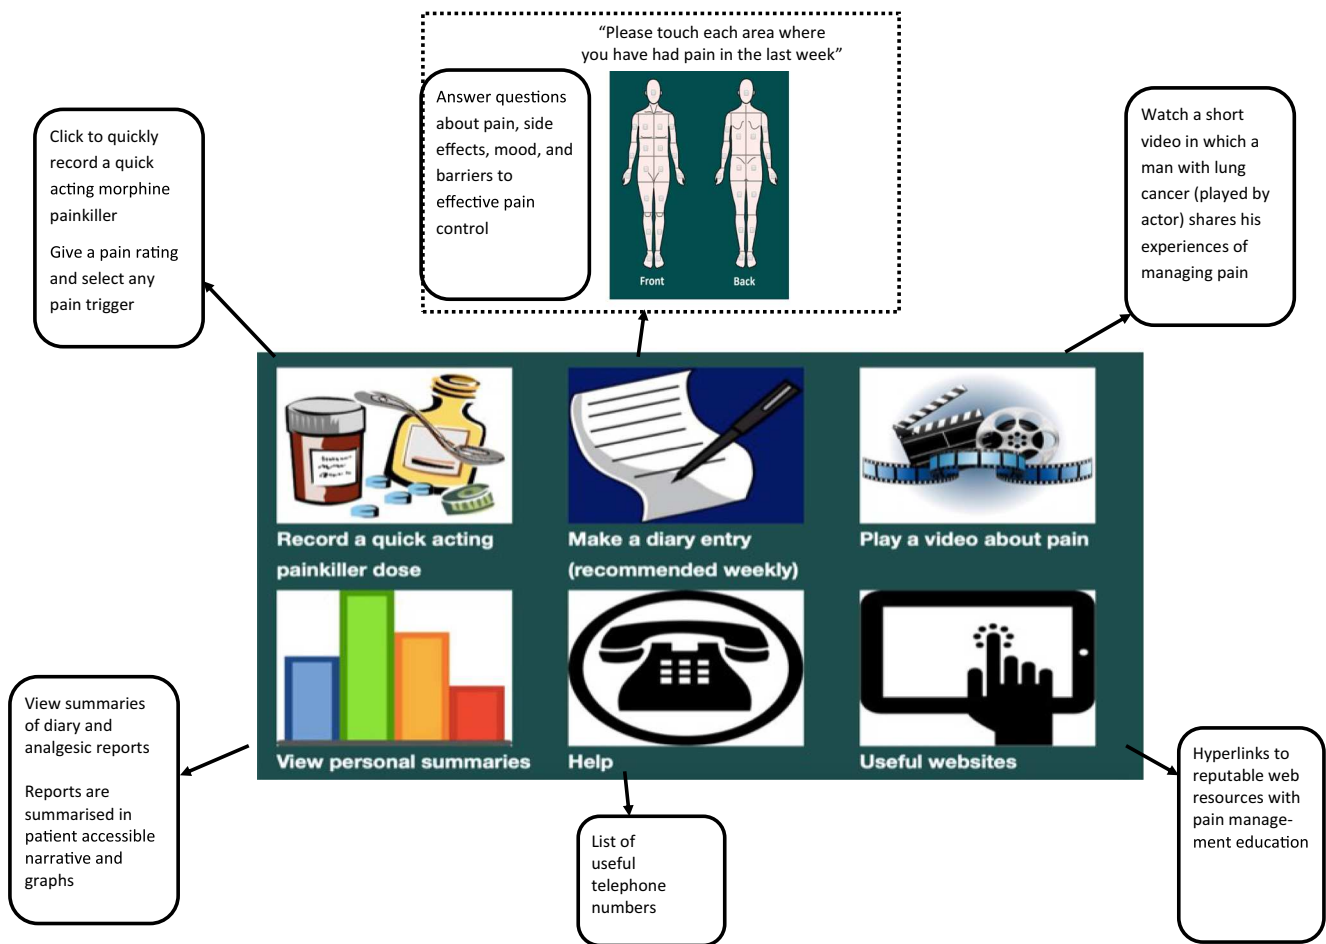 “Please touch each area where
you have had pain in the last week”
Answer questions
about pain, side
effects, mood, and
barriers to
effective pain
control
Front
Back
Click to quickly
record a quick
acting morphine
painkiller
Give a pain rating
and select any
pain trigger
Watch a short
video in which a
man with lung
cancer (played by
actor) shares his
experiences of
managing pain
Record a quick acting
painkiller dose
Make a diary entry
(recommended weekly)
Play a video about pain
View personal summaries
Help
Useful websites
View summaries
of diary and
analgesic reports
Reports are
summarised in
patient accessible
narrative and
graphs
List of
useful
telephone
numbers
Hyperlinks to
reputable web
resources with
pain manage-
ment education